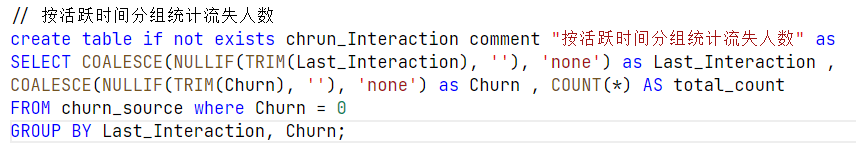 // 按活跃时间分组统计流失人数
create table if not exists chrun_Interaction comment "按活跃时间分组统计流失人数" as
SELECT COALESCE(NULLIF(TRIM(Last_Interaction), ''), 'none') as Last_Interaction ,
COALESCE(NULLIF(TRIM(Churn), ''), 'none') as Churn , COUNT(*) AS total_count
FROM churn_source where Churn = 0
GROUP BY Last_Interaction, Churn;